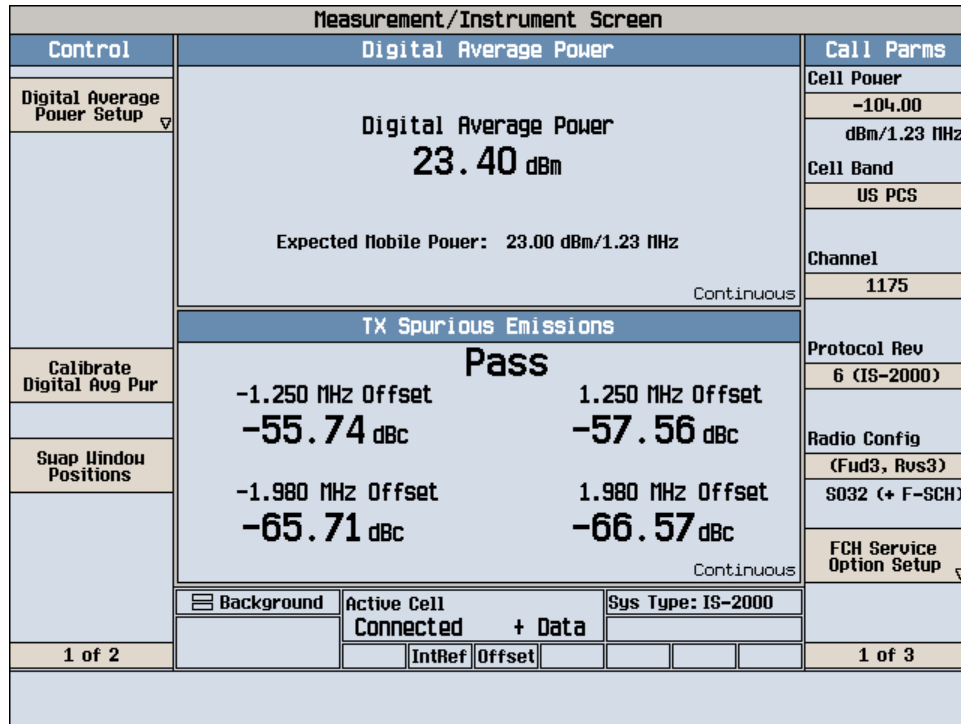 Measurement/Instrument Screen
Control
Digital Average
Power Setup
Calibrate
Digital Avg Pwr
Swap Window
Positions
1 of 2
Digital Average Power
Digital Average Power
23.40 dBm
Expected Mobile Power: 23.00 dBm/1.23 MHz
Continuous
TX Spurious Emissions
Pass
-1.250 MHz Offset 1.250 MHz Offset
-55.74 dBc -57.56 dBc
-1.980 MHz Offset 1.980 MHz Offset
-65.71 dBc -66.57 dBc
Continuous
Background
Active Cell
Connected + Data
Sys Type: IS-2000
IntRef Offset
Call Parms
Cell Power
-104.00
dBm/1.23 MHz
Cell Band
US PCS
Channel
1175
Protocol Rev
6 (IS-2000)
Radio Config
(Fwd3, Rvs3)
SO32 (+ F-SCH)
FCH Service
Option Setup
1 of 3